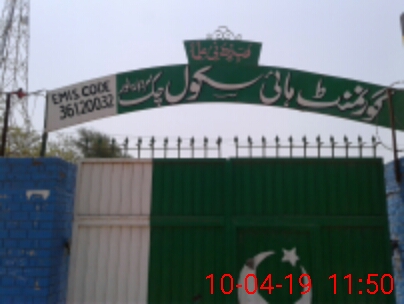 EMIS. CODE
36120032
گورنمنٹ ہائی سکول چک
10-04-19 11:50